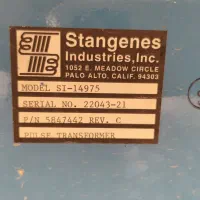 Stangenes
Industries, Inc.
1052 E. MEADOW CIRCLE
PALO ALTO, CALIF. 94303
MODEL SI-14975
SERIAL NO. 22043-21
P/N 5847442 REV. C
PULSE TRANSFORMER